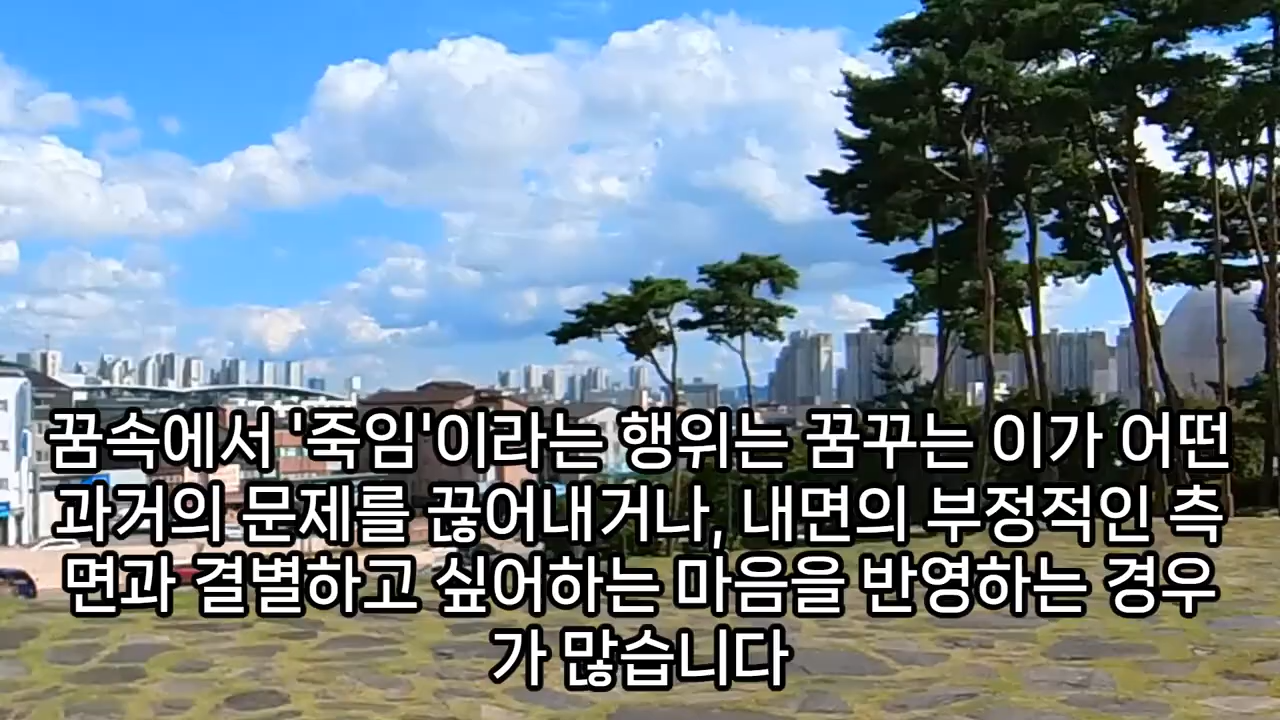 꿈속에서 '죽임'이라는 행위는 꿈꾸는 이가 어떤
과거의 문제를 끊어내거나, 내면의 부정적인 측
면과 결별하고 싶어하는 마음을 반영하는 경우
가 많습니다